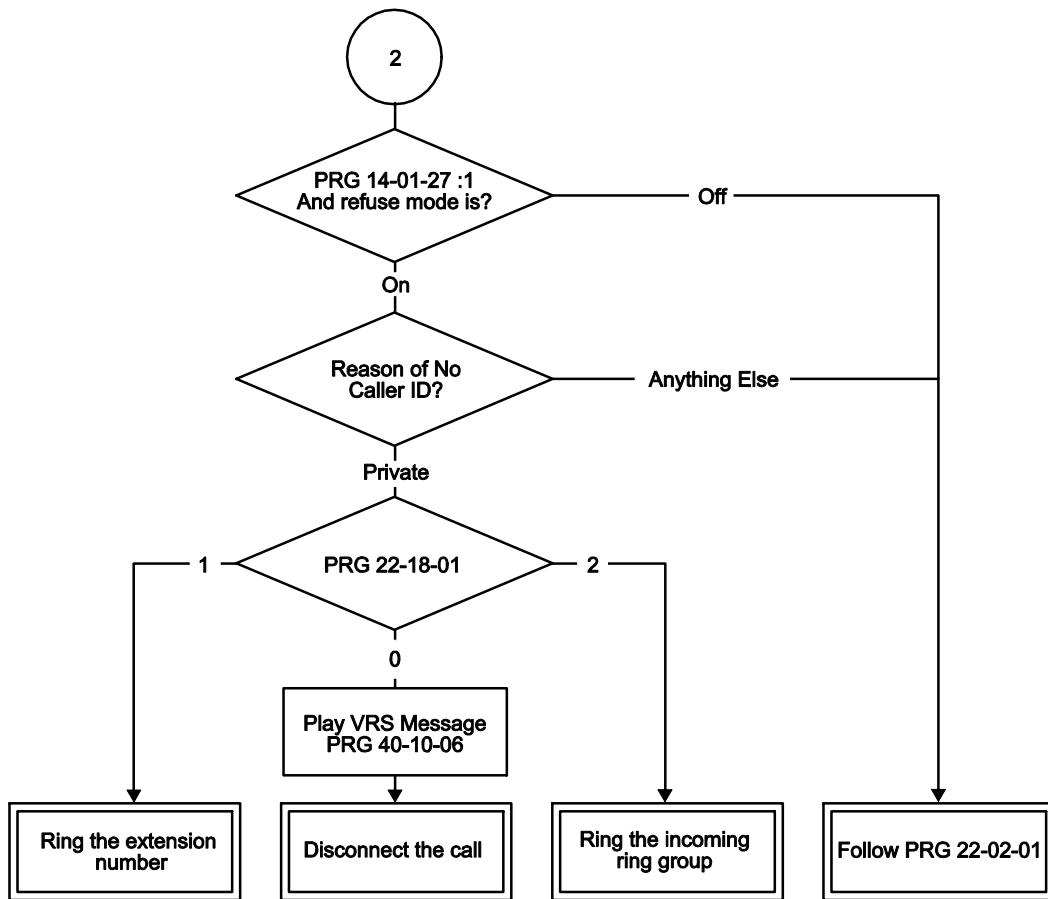 2
PRG 14-01-27 :1
And refuse mode is?
Off
On
Reason of No
Caller ID?
Anything Else
Private
1
PRG 22-18-01
2
0
Play VRS Message
PRG 40-10-06
Ring the extension
number
Disconnect the call
Ring the incoming
ring group
Follow PRG 22-02-01